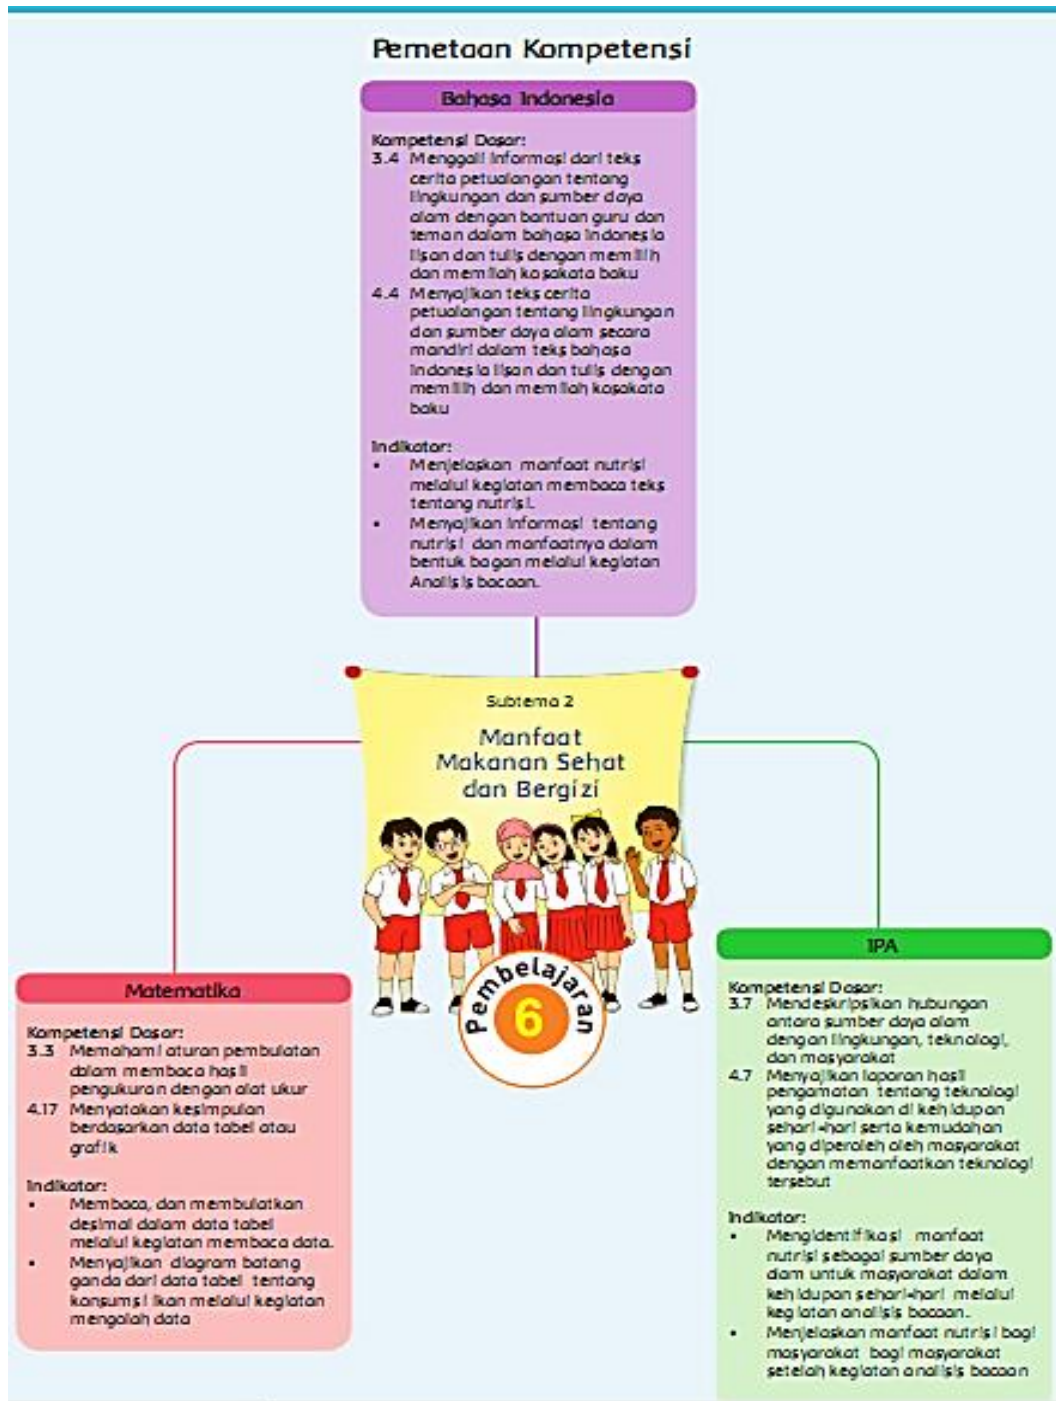 Pemetaan Kompetensi
Bahasa Indonesia
Kompetensi Dasar:
3.4 Menggali informasi dari teks
cerita petualangan tentang
lingkungan dan sumber daya
alam dengan bantuan guru dan
teman dalam bahasa Indonesia
lisan dan tulis dengan memilih
dan memilah kosakata baku
4.4 Menyajikan teks cerita
petualangan tentang lingkungan
dan sumber daya alam secara
mandiri dalam teks bahasa
Indonesia lisan dan tulis dengan
memilih dan memilah kosakata
baku
Indikator:
• Menjelaskan manfaat nutrisi
melalui kegiatan membaca teks
tentang nutrisi.
• Menyajikan informasi tentang
nutrisi dan manfaatnya dalam
bentuk bagan melalui kegiatan
Analisis bacaan.
Subtema 2
Manfaat
Makanan Sehat
dan Bergizi
Pembelajaran
6
Matematika
Kompetensi Dasar:
3.3 Memahami aturan pembulatan
dalam membaca hasil
pengukuran dengan alat ukur
4.17 Menyatakan kesimpulan
berdasarkan data tabel atau
grafik
Indikator:
• Membaca, dan membulatkan
desimal dalam data tabel
melalui kegiatan membaca data.
• Menyajikan diagram batang
ganda dari data tabel tentang
konsumsi ikan melalui kegiatan
mengolah data
IPA
Kompetensi Dasar:
3.7 Mendeskripsikan hubungan
antara sumber daya alam
dengan lingkungan, teknologi,
dan masyarakat
4.7 Menyajikan laporan hasil
pengamatan tentang teknologi
yang digunakan di kehidupan
sehari-hari serta kemudahan
yang diperoleh oleh masyarakat
dengan memanfaatkan teknologi
tersebut
Indikator:
• Mengidentifikasi manfaat
nutrisi sebagai sumber daya
alam untuk masyarakat dalam
kehidupan sehari-hari melalui
kegiatan analisis bacaan.
• Menjelaskan manfaat nutrisi bagi
masyarakat bagi masyarakat
setelah kegiatan analisis bacaan